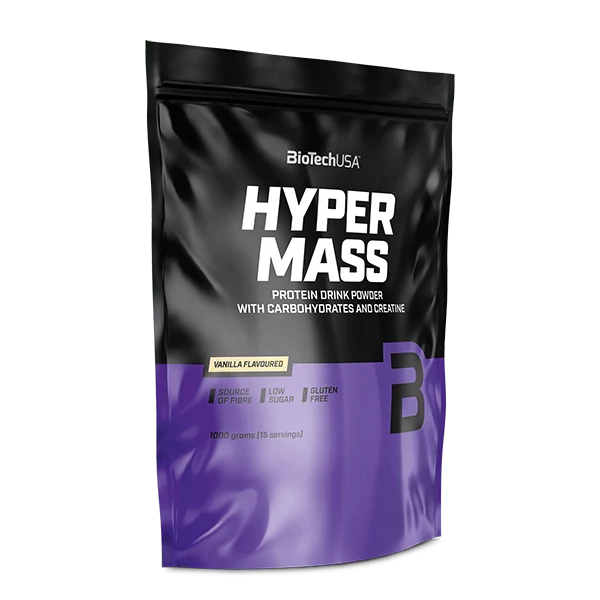 BioTechUSA
HYPER
MASS
PROTEIN DRINK POWDER
WITH CARBOHYDRATES AND CREATINE
VANILLA FLAVOURED
SOURCE
OF FIBRE
LOW
SUGAR
GLUTEN
FREE
1000 grams (15 servings)
B